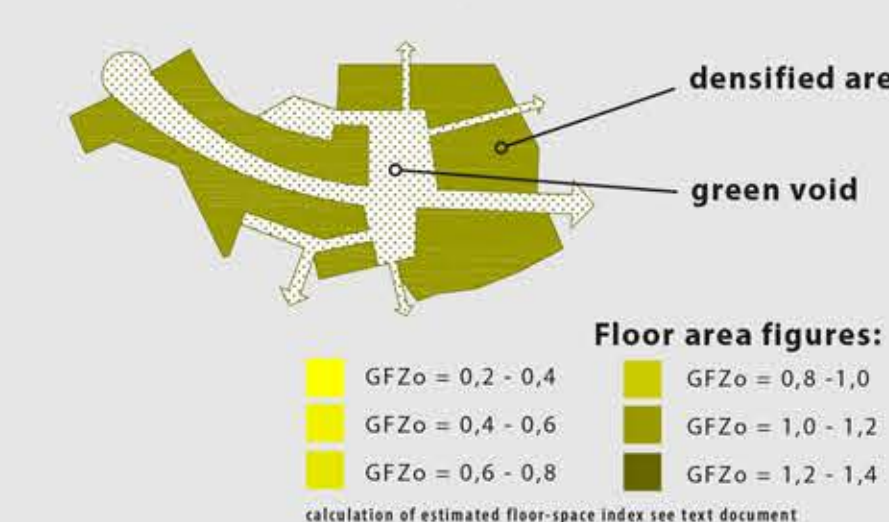 densified are
green void
Floor area figures:
GFZo = 0,2 - 0,4
GFZo = 0,4 - 0,6
GFZo = 0,6 - 0,8
GFZo = 0,8 -1,0
GFZo = 1,0 - 1,2
GFZo = 1,2 - 1,4
calculation of estimated floor-space index see text document